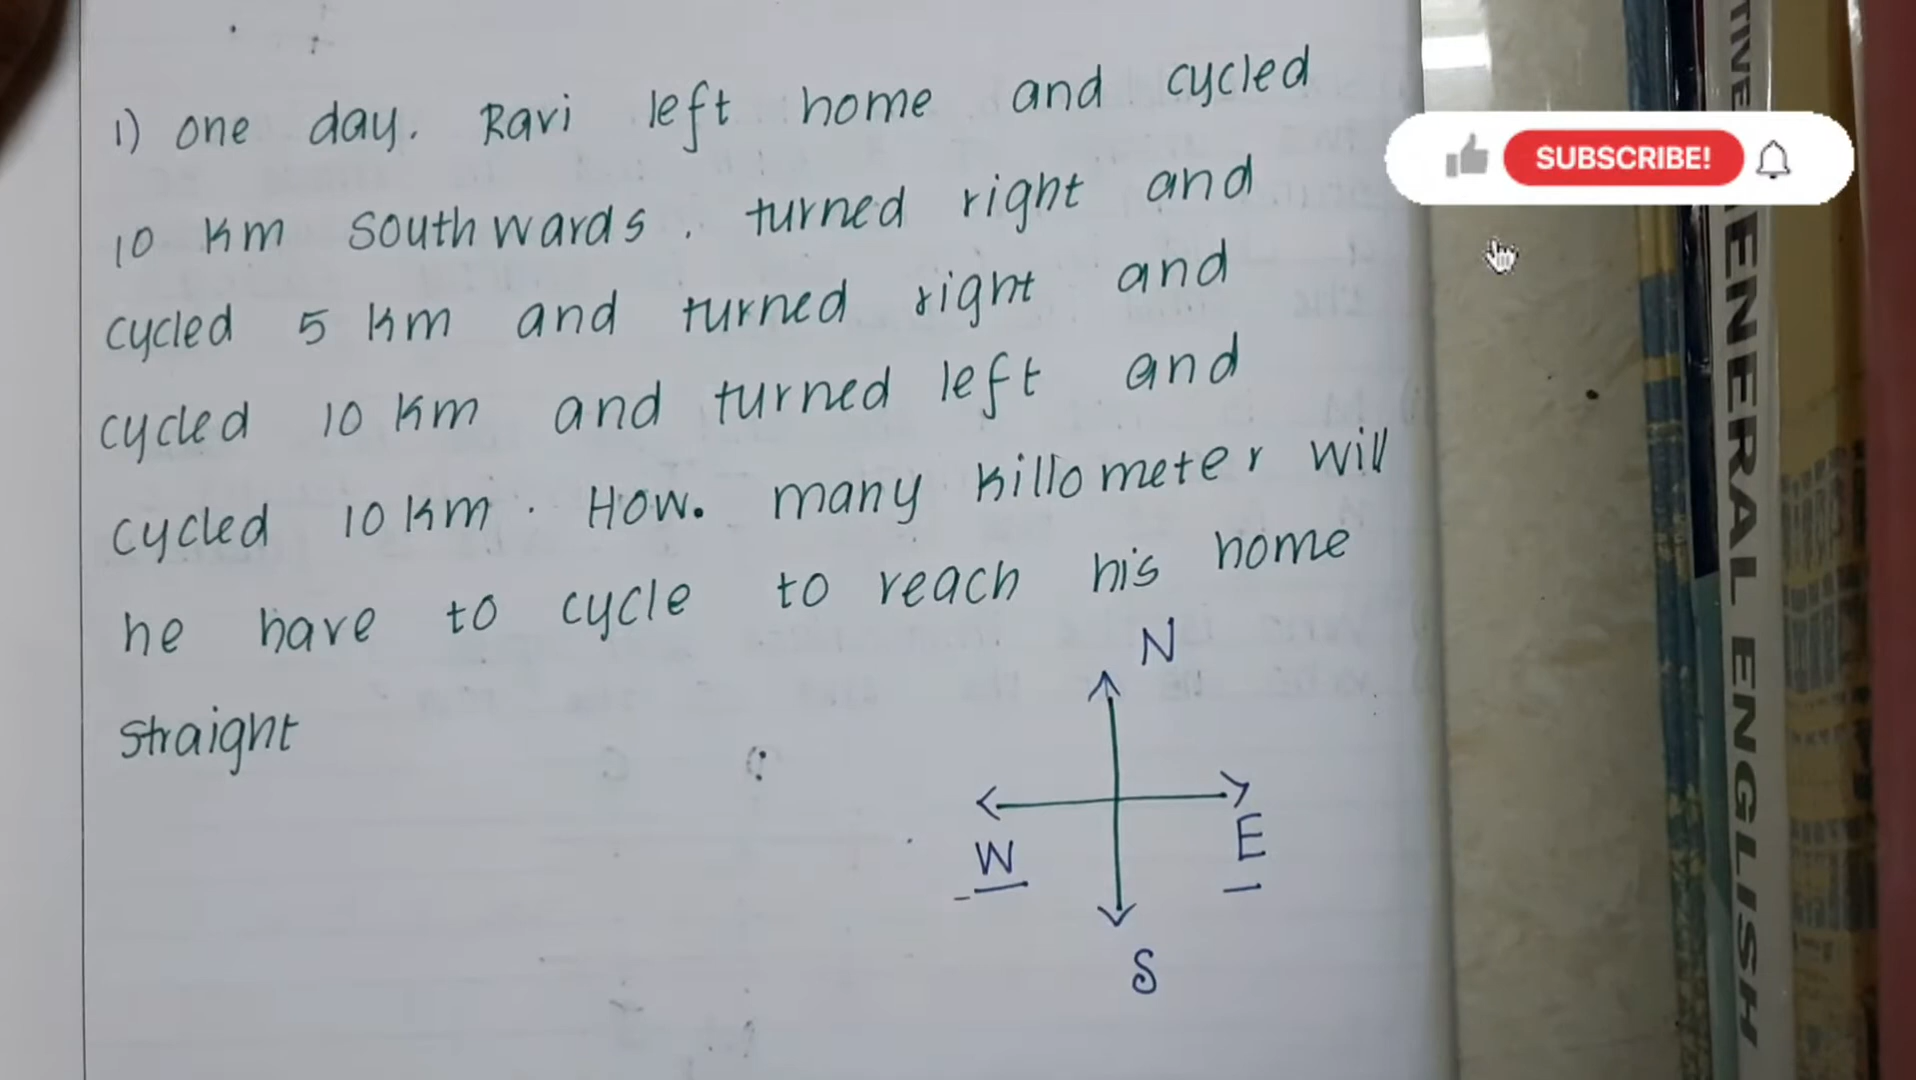 1) one day. Ravi left home and cycled
10 Km Southwards. turned right and
cycled 5 Km and turned right and
cycled 10 Km and turned left and
cycled 10 Km. How. many killometer will
he have to cycle to reach his home
straight
N
W
E
S
SUBSCRIBE!
ENERAL ENGLISH